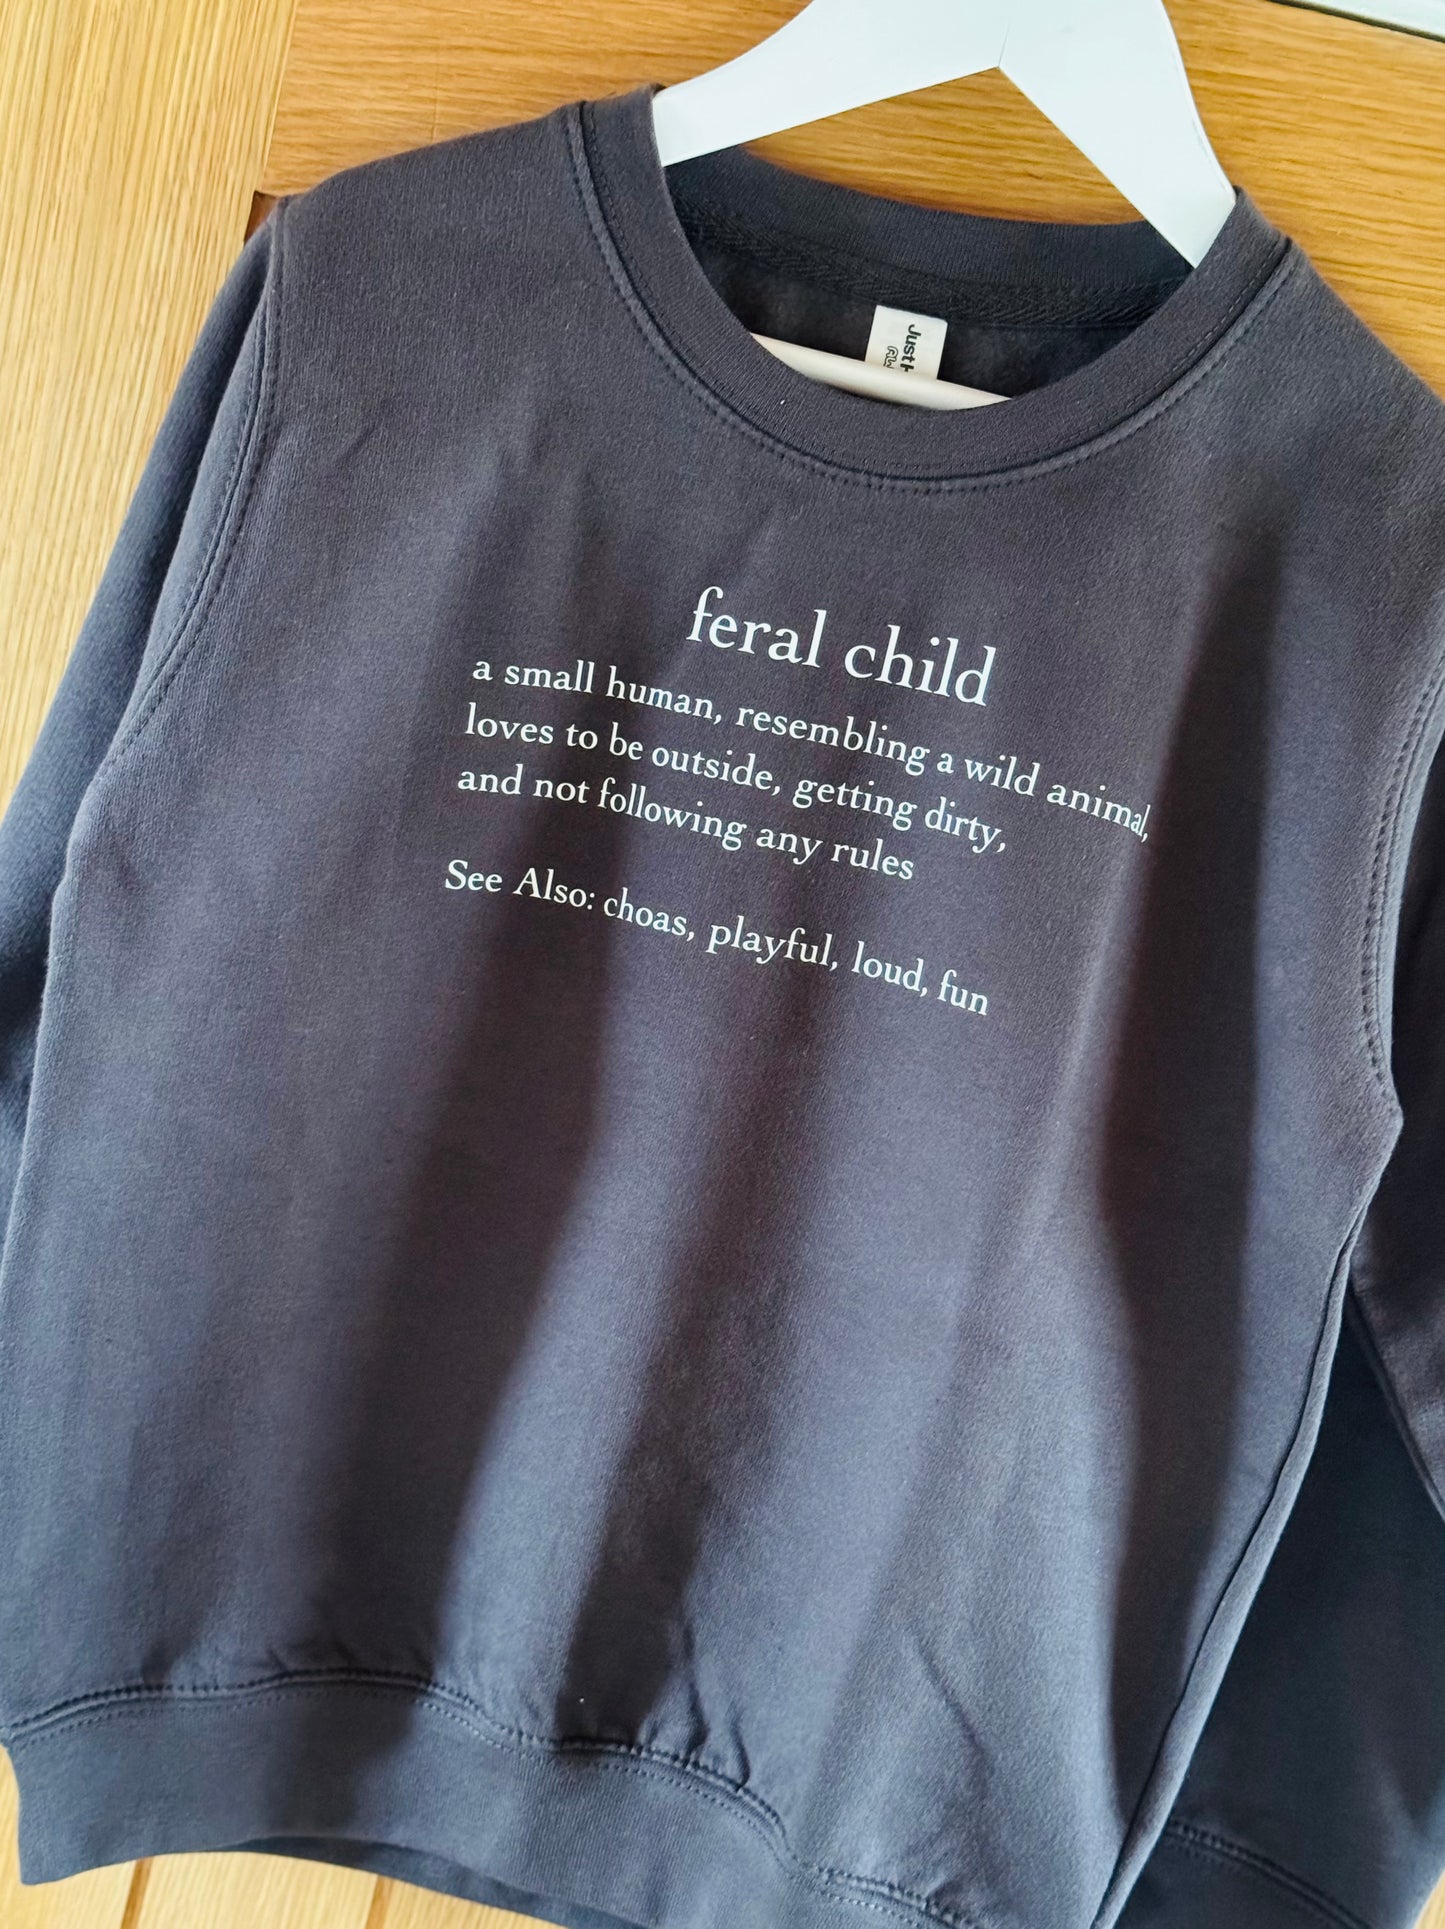 feral child
a small human, resembling a wild animal,
loves to be outside, getting dirty,
and not following any rules
See Also: choas, playful, loud, fun